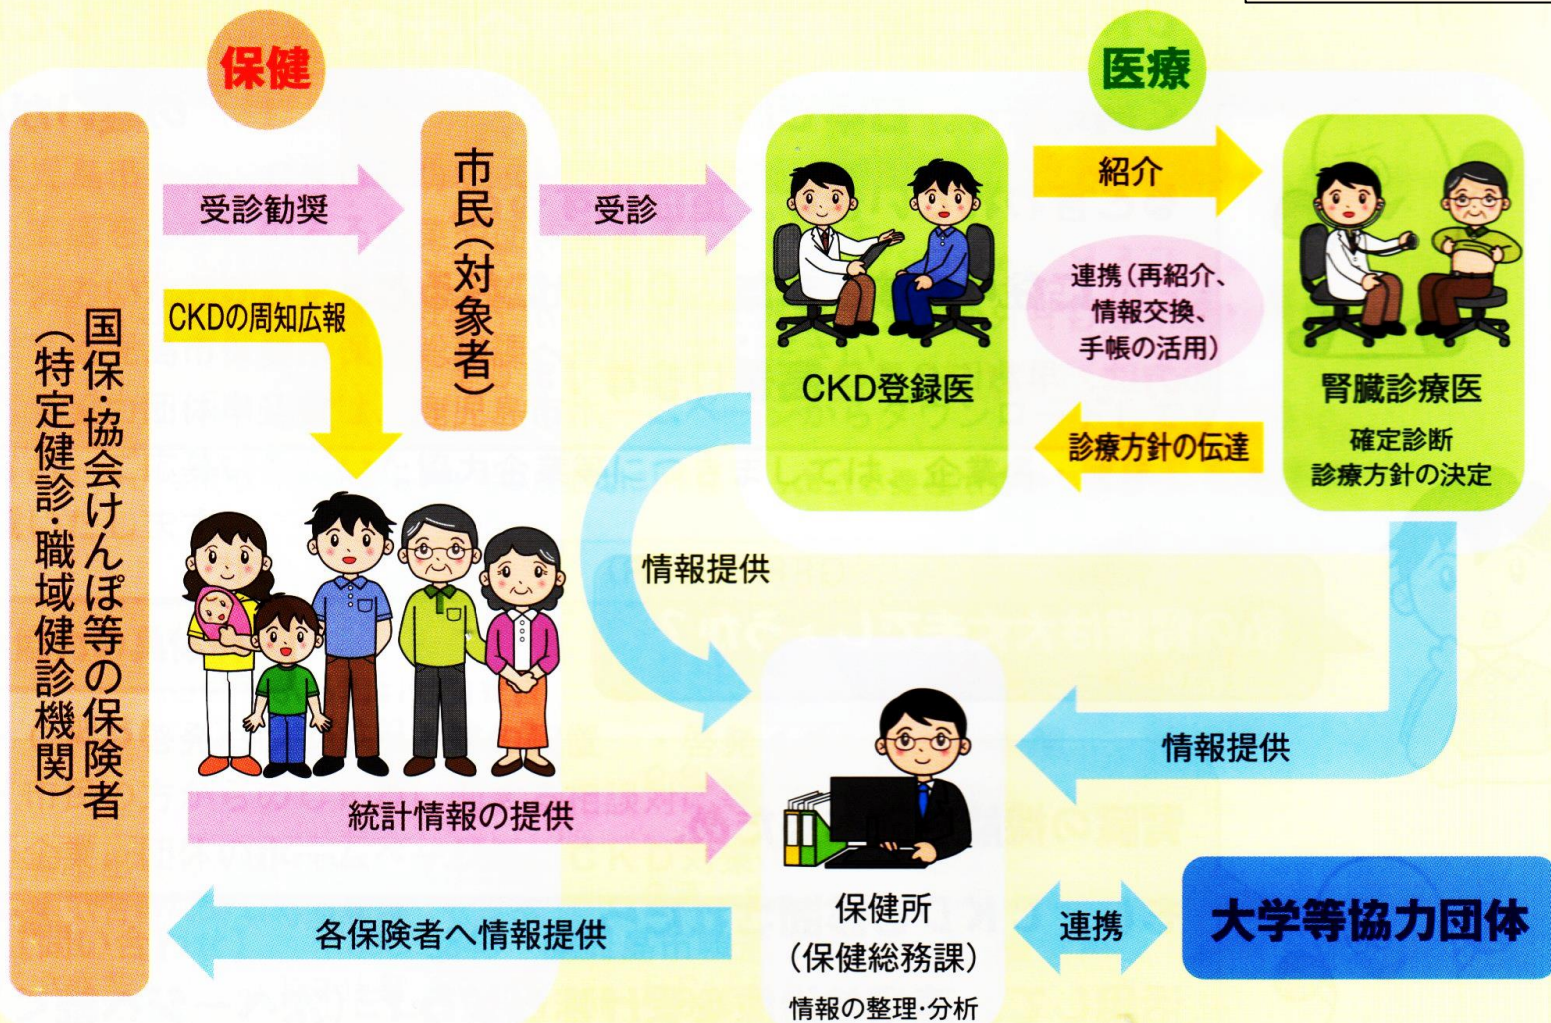 保健
医療
国保・協会けんぽ等の保険者
（特定健診・職域健診機関）
受診勧奨
市民（対象者）
受診
CKDの周知広報
CKD登録医
紹介
連携（再紹介、
情報交換、
手帳の活用）
診療方針の伝達
腎臓診療医
確定診断
診療方針の決定
情報提供
情報提供
統計情報の提供
各保険者へ情報提供
保健所
（保健総務課）
情報の整理・分析
連携
大学等協力団体